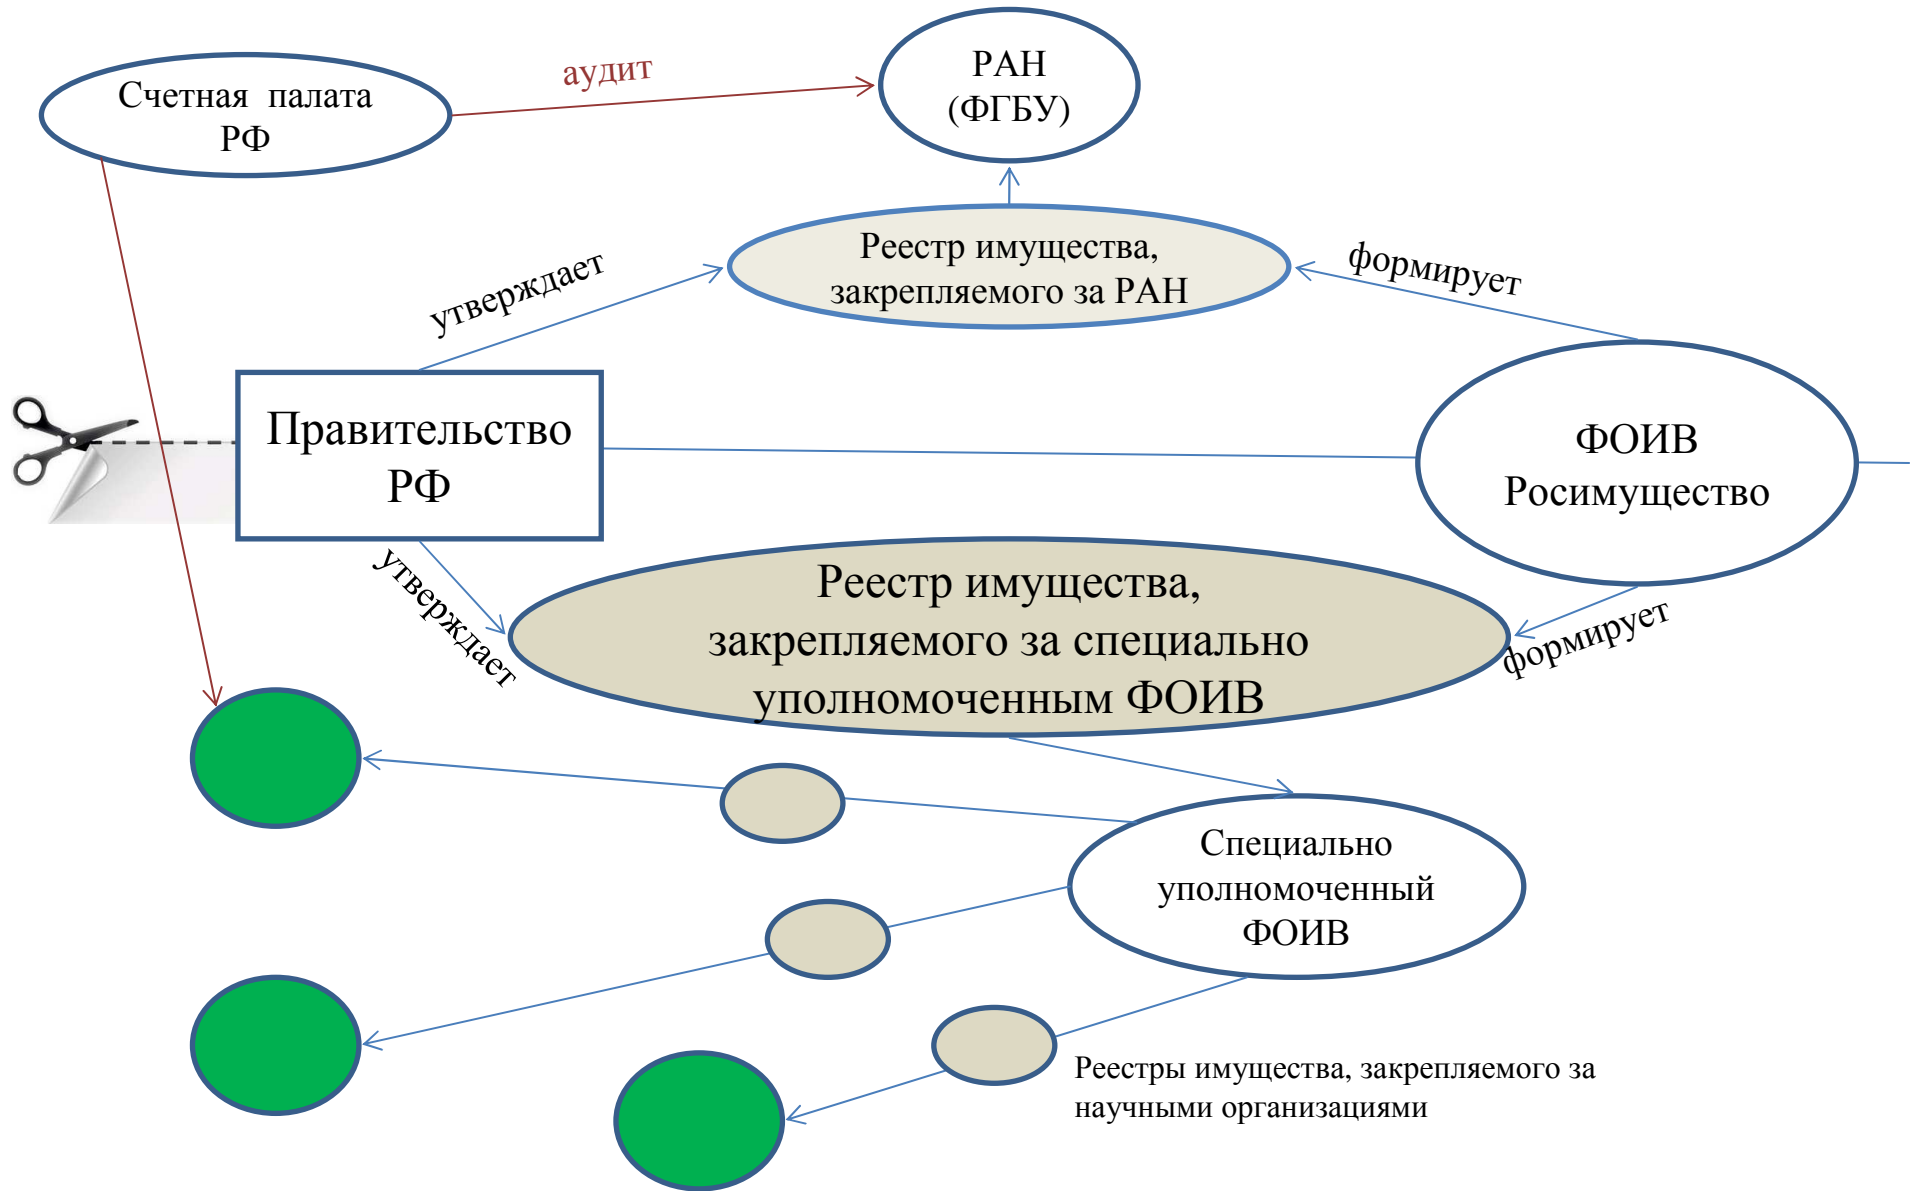 Счетная палата
РФ
аудит
РАН
(ФГБУ)
Реестр имущества,
закрепляемого за РАН
утверждает
формирует
Правительство
РФ
ФОИВ
Росимущество
утверждает
Реестр имущества,
закрепляемого за специально
уполномоченным ФОИВ
формирует
Специально
уполномоченный
ФОИВ
Реестры имущества, закрепляемого за
научными организациями